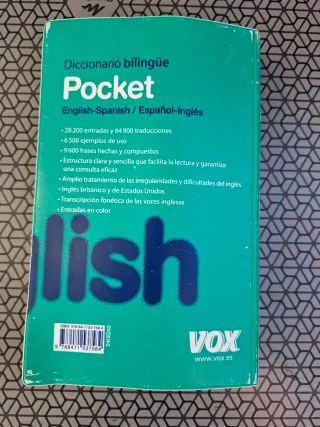 Diccionario bilingüe
Pocket
English-Spanish / Español-Inglés
• 28 200 entradas y 64 900 traducciones
• 6 500 ejemplos de uso
• 9 600 frases hechas y compuestos
• Estructura clara y sencilla que facilita la lectura y garantiza
una consulta eficaz
• Amplio tratamiento de las irregularidades y dificultades del inglés
• Inglés británico y de Estados Unidos
• Transcripción fonética de las voces inglesas
• Entradas en color
glish
VOX
www.vox.es